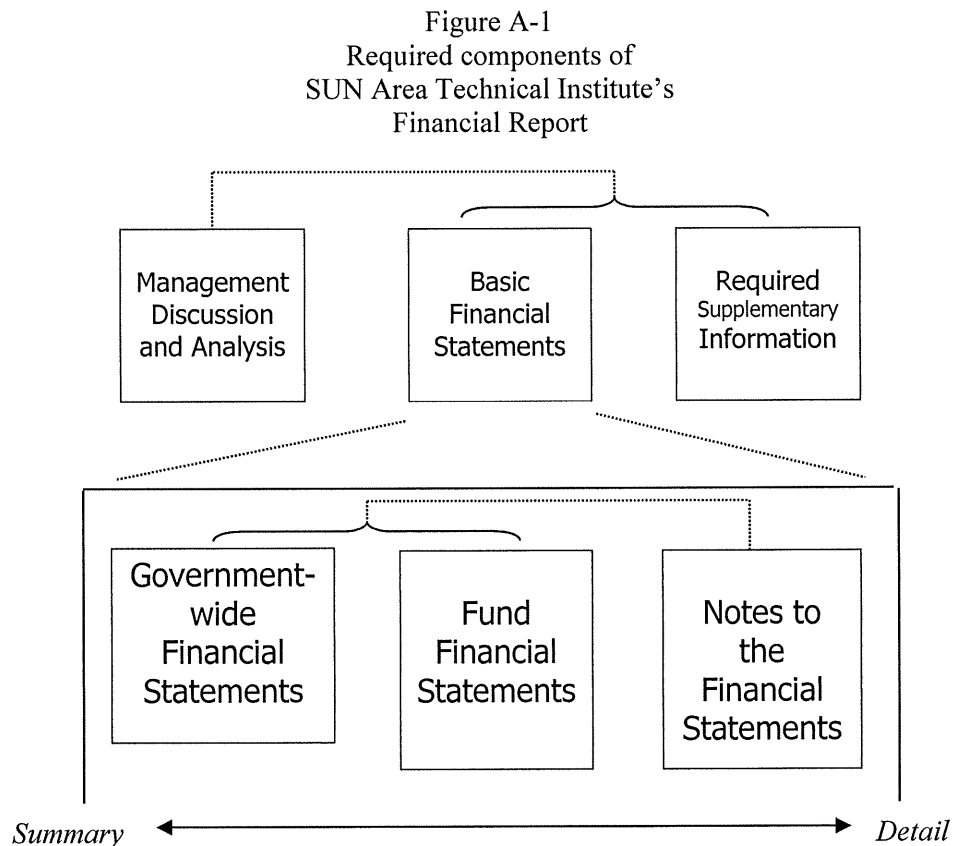 Figure A-1
Required components of
SUN Area Technical Institute's
Financial Report
Management
Discussion
and Analysis
Basic
Financial
Statements
Required
Supplementary
Information
Government-
wide
Financial
Statements
Fund
Financial
Statements
Notes to
the
Financial
Statements
Summary
Detail